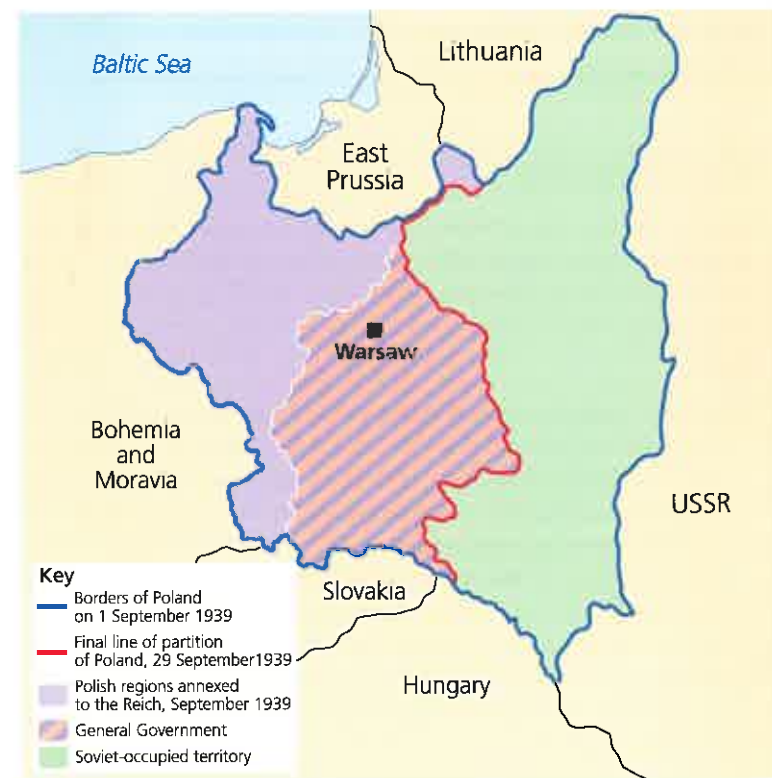 Baltic Sea
Lithuania
East
Prussia
Warsaw
Bohemia
and
Moravia
USSR
Slovakia
Hungary
Key
Borders of Poland
on 1 September 1939
Final line of partition
of Poland, 29 September1939
Polish regions annexed
to the Reich, September 1939
General Government
Soviet-occupied territory